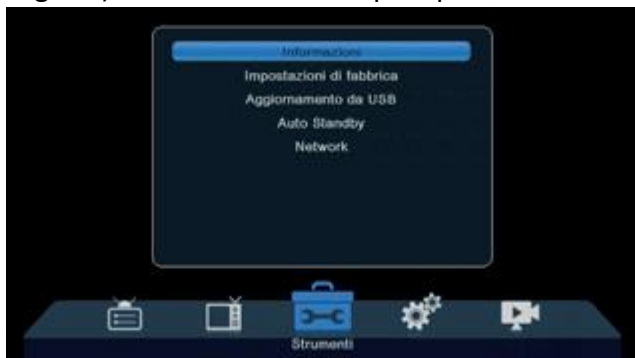 Informazioni
Impostazioni di fabbrica
Aggiornamento da USB
Auto Standby
Network
Strumenti